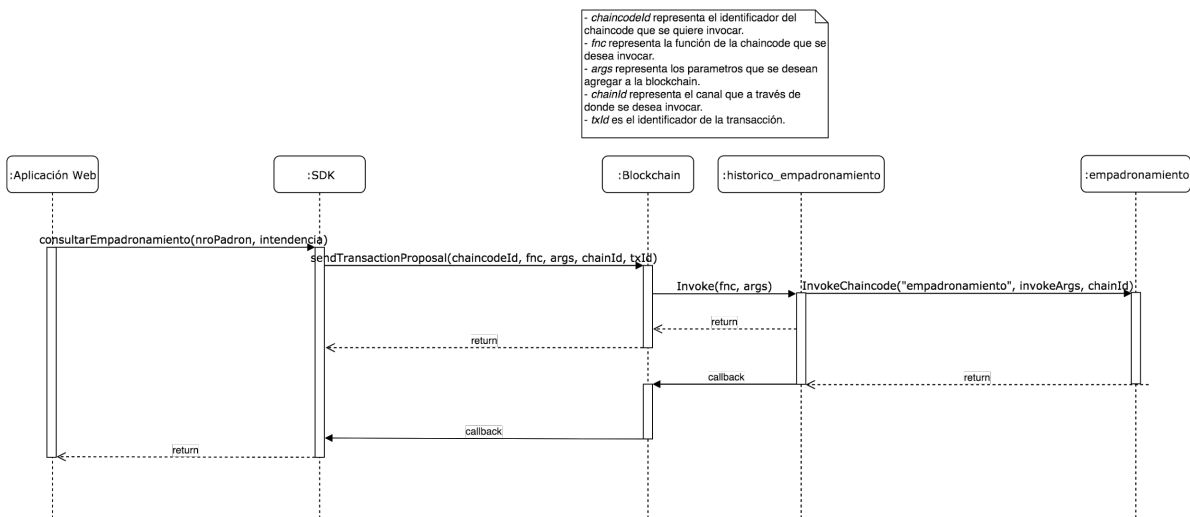 - chaincodeId representa el identificador del
chaincode que se quiere invocar.
- fnc representa la función de la chaincode que se
desea invocar.
- args representa los parametros que se desean
agregar a la blockchain.
- chainId representa el canal que a través de
donde se desea invocar.
- txId es el identificador de la transacción.
:Aplicación Web
:SDK
:Blockchain
:historico_empadronamiento
:empadronamiento
consultarEmpadronamiento(nroPadron, intendencia)
sendTransactionProposal(chaincodeId, fnc, args, chainId, txId)
Invoke(fnc, args)
InvokeChaincode("empadronamiento", invokeArgs, chainId)
return
return
callback
return
callback
return